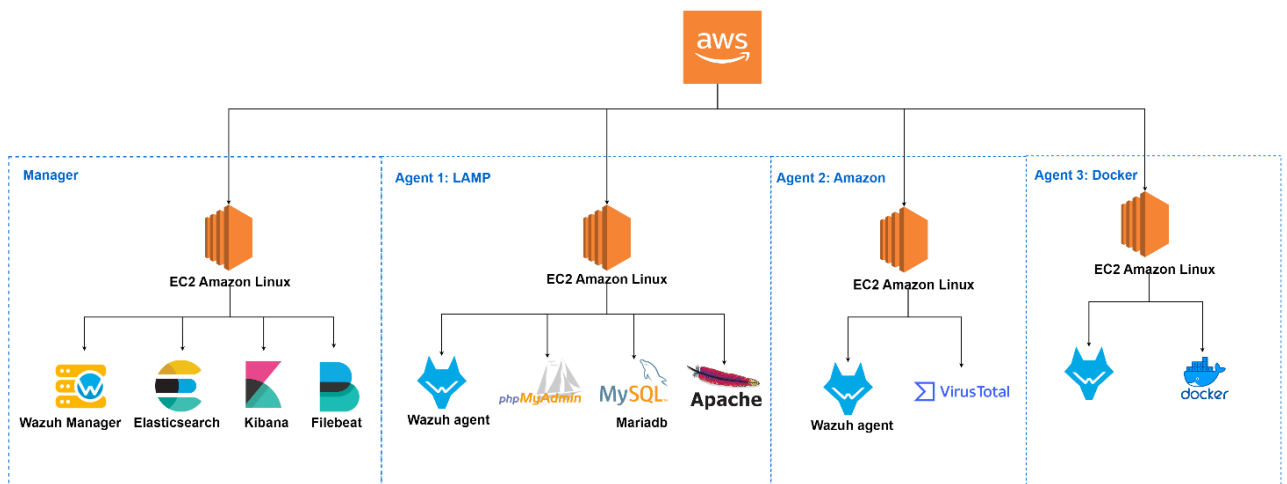 aws
Manager
Agent 1: LAMP
Agent 2: Amazon
Agent 3: Docker
EC2 Amazon Linux
EC2 Amazon Linux
EC2 Amazon Linux
EC2 Amazon Linux
W
Wazuh Manager
Elasticsearch
Kibana
Filebeat
Wazuh agent
phpMyAdmin
MySQL
Mariadb
Apache
Wazuh agent
VirusTotal
docker